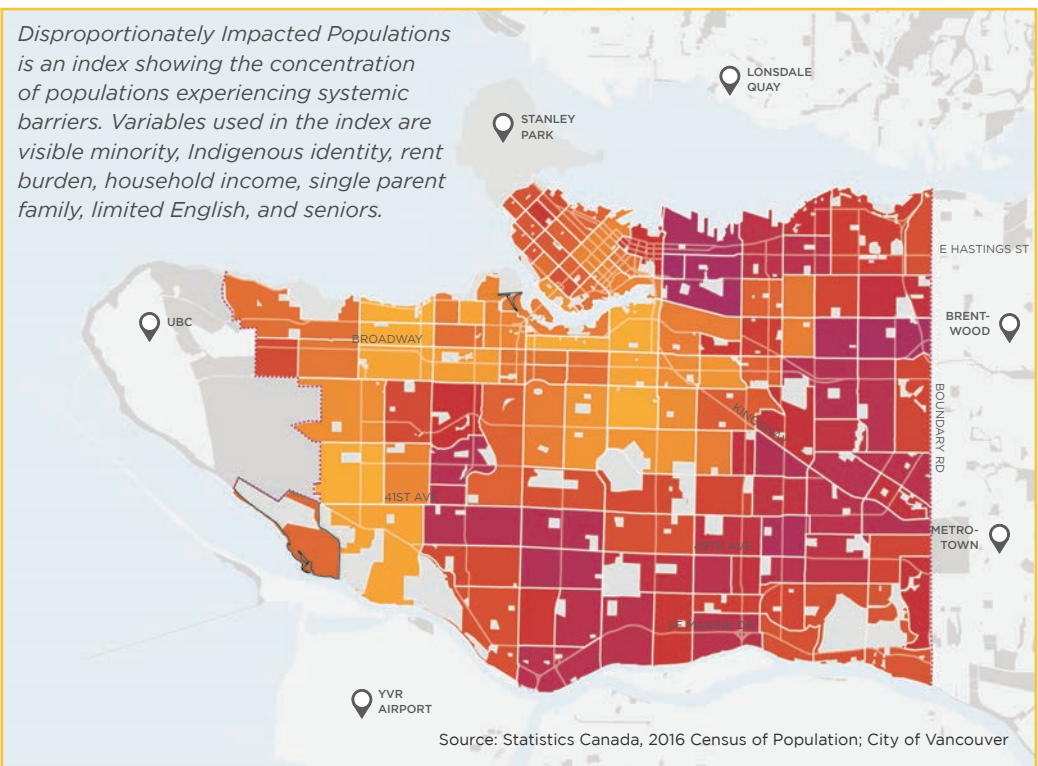 Disproportionately Impacted Populations
is an index showing the concentration
of populations experiencing systemic
barriers. Variables used in the index are
visible minority, Indigenous identity, rent
burden, household income, single parent
family, limited English, and seniors.
LONSDALE
QUAY
STANLEY
PARK
E HASTINGS ST
UBC
BRENT-
WOOD
BROADWAY
BOUNDARY RD
41ST AVE
METRO-
TOWN
YVR
AIRPORT
Source: Statistics Canada, 2016 Census of Population; City of Vancouver